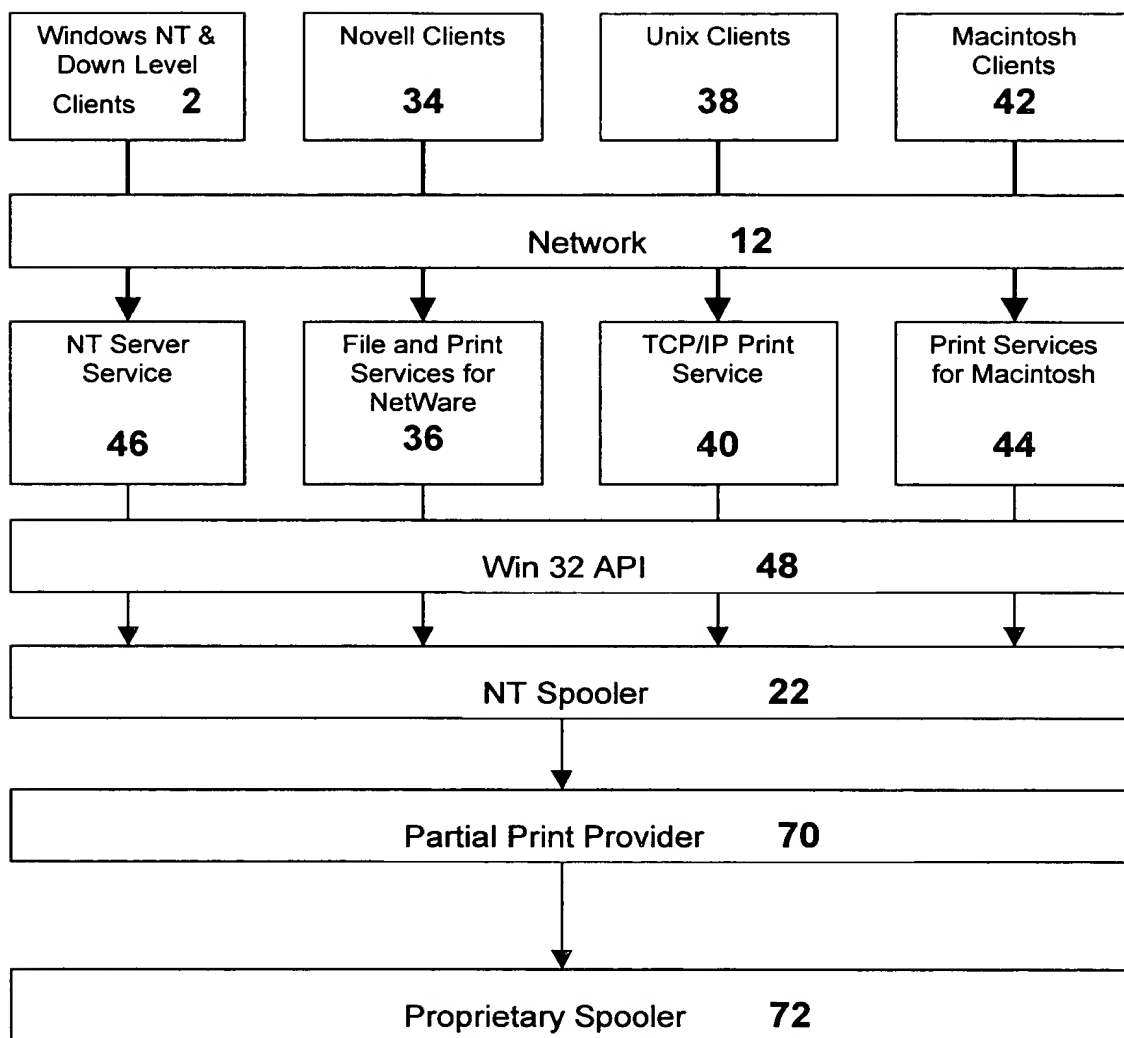 Windows NT &
Down Level
Clients 2
Novell Clients
34
Unix Clients
38
Macintosh
Clients
42
Network 12
NT Server
Service
46
File and Print
Services for
NetWare
36
TCP/IP Print
Service
40
Print Services
for Macintosh
44
Win 32 API 48
NT Spooler 22
Partial Print Provider 70
Proprietary Spooler 72